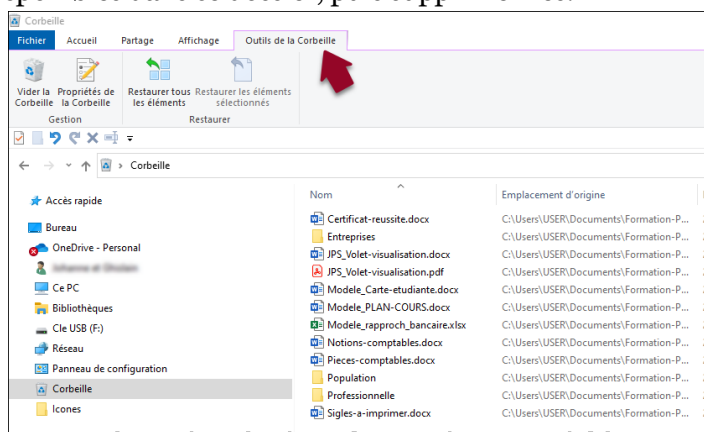 Corbeille
Fichier Accueil Partage Affichage Outils de la Corbeille
Vider la Corbeille
Propriétés de la Corbeille
Restaurer tous les éléments
Restaurer les éléments sélectionnés
Gestion
Restaurer
Corbeille
Accès rapide
Bureau
OneDrive - Personal
Ce PC
Bibliothèques
Cle USB (F:)
Réseau
Panneau de configuration
Corbeille
Icones
Nom Emplacement d'origine
Certificat-reussite.docx C:\Users\USER\Documents\Formation-P...
Entreprises C:\Users\USER\Documents\Formation-P...
JPS_Volet-visualisation.docx C:\Users\USER\Documents\Formation-P...
JPS_Volet-visualisation.pdf C:\Users\USER\Documents\Formation-P...
Modele_Carte-etudiante.docx C:\Users\USER\Documents\Formation-P...
Modele_PLAN-COURS.docx C:\Users\USER\Documents\Formation-P...
Modele_rapproch_bancaire.xlsx C:\Users\USER\Documents\Formation-P...
Notions-comptables.docx C:\Users\USER\Documents\Formation-P...
Pieces-comptables.docx C:\Users\USER\Documents\Formation-P...
Population C:\Users\USER\Documents\Formation-P...
Professionnelle C:\Users\USER\Documents\Formation-P...
Sigles-a-imprimer.docx C:\Users\USER\Documents\Formation-P...